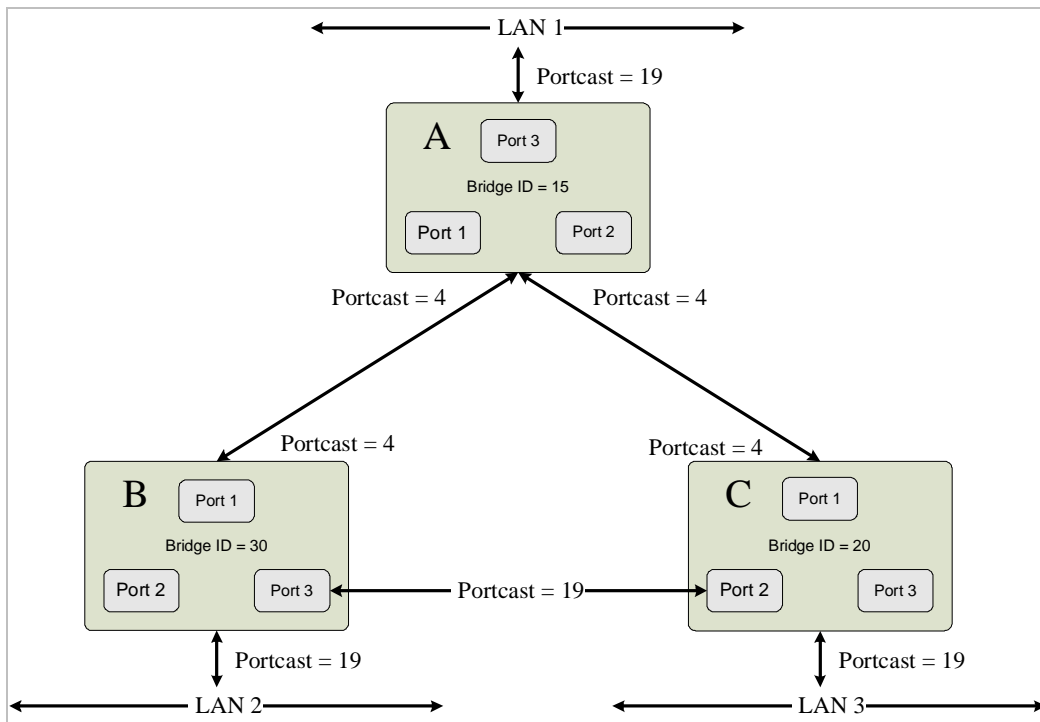 LAN 1
Portcast = 19
A
Port 3
Bridge ID = 15
Port 1
Port 2
Portcast = 4
Portcast = 4
Portcast = 4
Portcast = 4
B
Port 1
Bridge ID = 30
Port 2
Port 3
Portcast = 19
C
Port 1
Bridge ID = 20
Port 2
Port 3
Portcast = 19
LAN 2
Portcast = 19
LAN 3